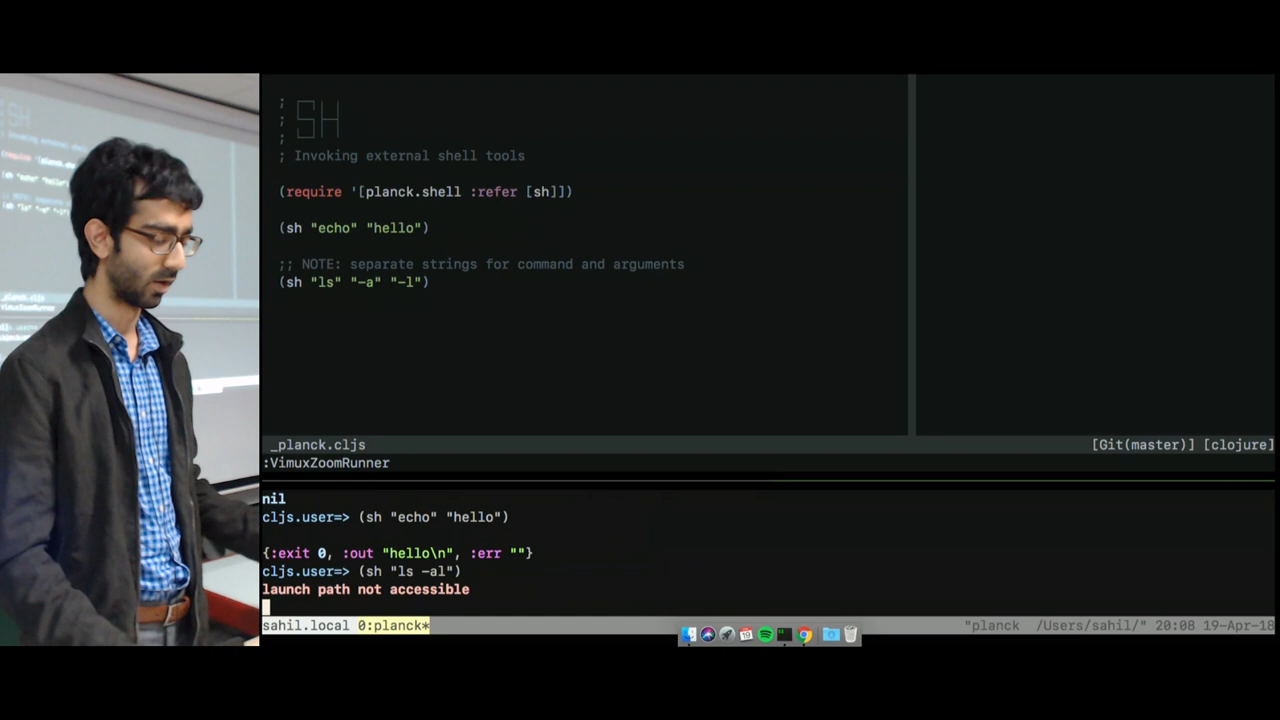 ;
; SH
;
; Invoking external shell tools
(require '[planck.shell :refer [sh]])
(sh "echo" "hello")
;; NOTE: separate strings for command and arguments
(sh "ls" "-a" "-l")
_planck.cljs [Git(master)] [clojure]
:VimuxZoomRunner
nil
cljs.user=> (sh "echo" "hello")
{:exit 0, :out "hello\n", :err ""}
cljs.user=> (sh "ls -al")
launch path not accessible
sahil.local 0:planck* "planck /Users/sahil/" 20:08 19-Apr-18